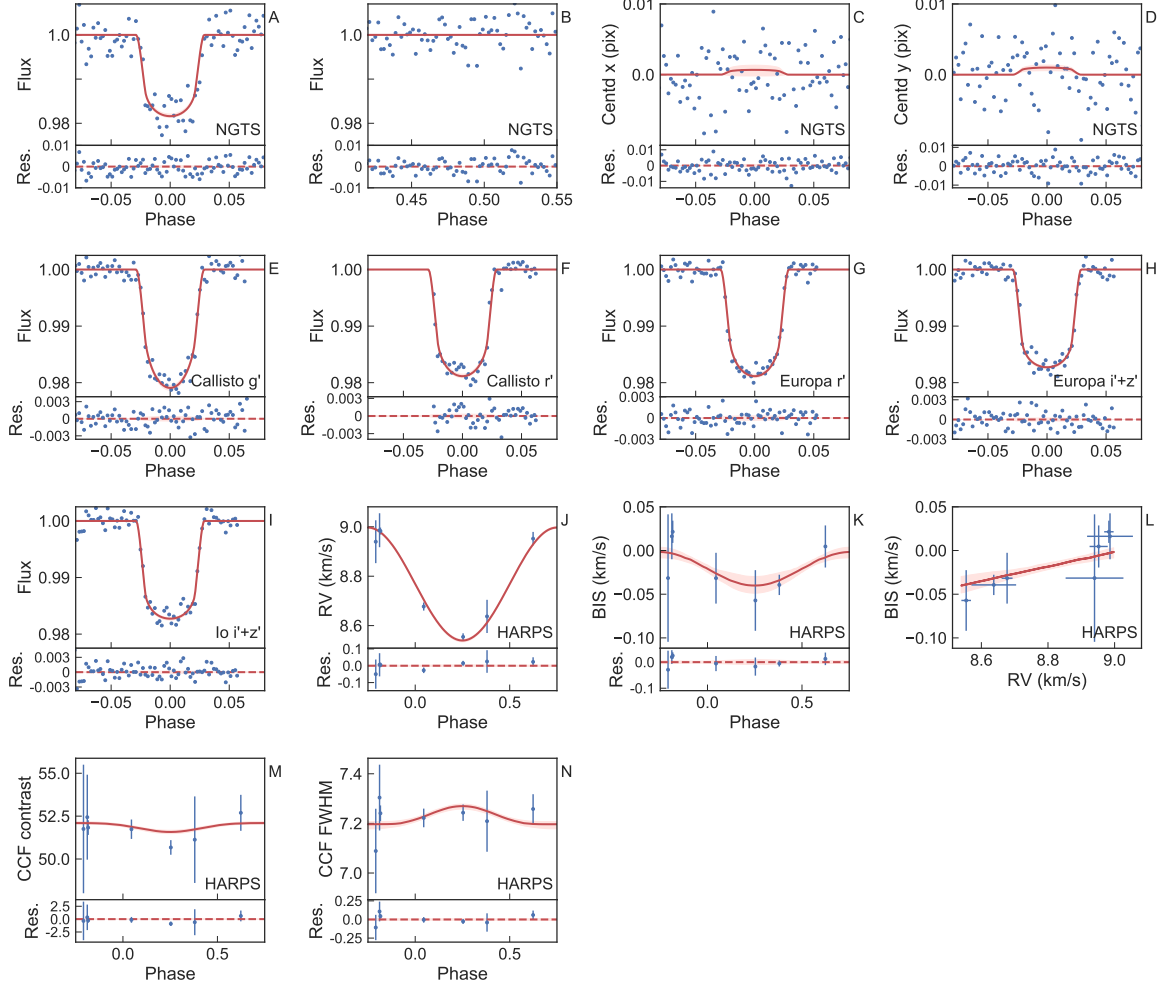 A
1.0
0.98
Flux
NGTS
0.01
0
-0.01
Res.
−0.05 0.00 0.05
Phase
B
1.0
0.98
Flux
NGTS
0.01
0
-0.01
Res.
0.45 0.50 0.55
Phase
C
0.01
0.0
Centd x (pix)
NGTS
0.01
0
-0.01
Res.
−0.05 0.00 0.05
Phase
D
0.01
0.0
Centd y (pix)
NGTS
0.01
0
-0.01
Res.
−0.05 0.00 0.05
Phase
E
1.00
0.99
0.98
Flux
Callisto g'
0.003
0
-0.003
Res.
−0.05 0.00 0.05
Phase
F
1.00
0.99
0.98
Flux
Callisto r'
0.003
0
-0.003
Res.
−0.05 0.00 0.05
Phase
G
1.00
0.99
0.98
Flux
Europa r'
0.003
0
-0.003
Res.
−0.05 0.00 0.05
Phase
H
1.00
0.99
0.98
Flux
Europa i'+z'
0.003
0
-0.003
Res.
−0.05 0.00 0.05
Phase
I
1.00
0.99
0.98
Flux
Io i'+z'
0.003
0
-0.003
Res.
−0.05 0.00 0.05
Phase
J
9.0
8.8
8.6
RV (km/s)
HARPS
0.1
0.0
-0.1
Res.
0.0 0.5
Phase
K
0.05
0.00
−0.05
−0.10
BIS (km/s)
HARPS
0.0
-0.1
Res.
0.0 0.5
Phase
L
0.05
0.00
−0.05
−0.10
BIS (km/s)
HARPS
8.6 8.8 9.0
RV (km/s)
M
55.0
52.5
50.0
CCF contrast
HARPS
2.5
0.0
-2.5
Res.
0.0 0.5
Phase
N
7.4
7.2
7.0
CCF FWHM
HARPS
0.25
0.0
-0.25
Res.
0.0 0.5
Phase